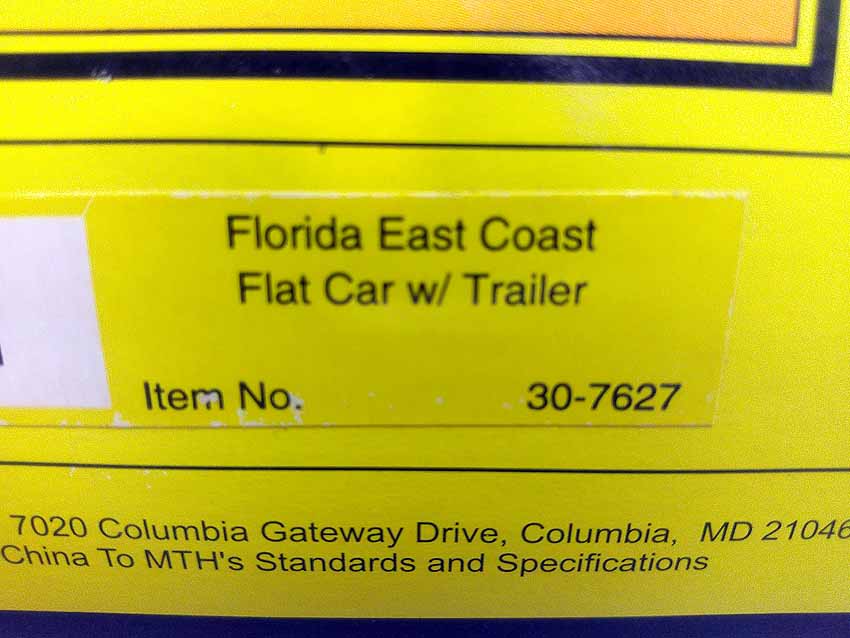 Florida East Coast
Flat Car w/ Trailer
Item No. 30-7627
7020 Columbia Gateway Drive, Columbia, MD 21046
China To MTH's Standards and Specifications